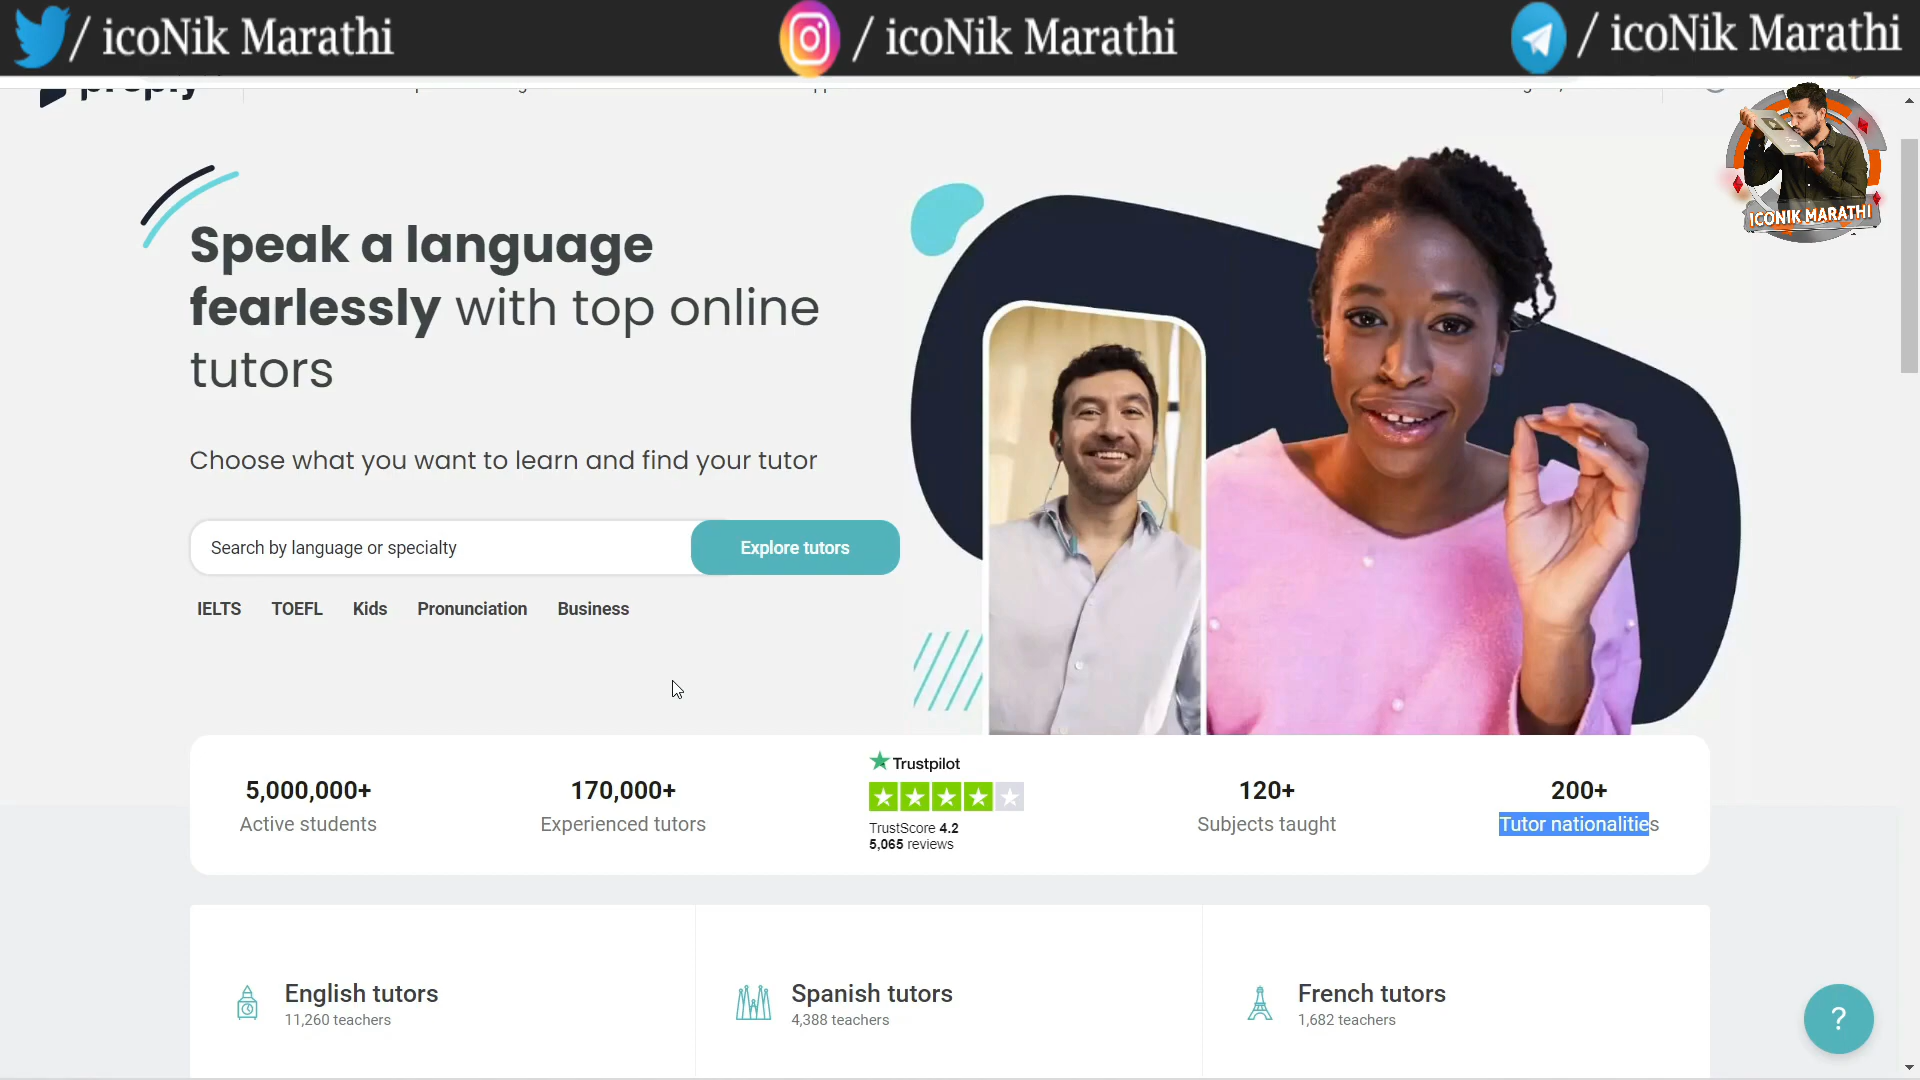 / icoNik Marathi
/ icoNik Marathi
/ icoNik Marathi
ICONIK MARATHI
Speak a language
fearlessly with top online
tutors
Choose what you want to learn and find your tutor
Search by language or specialty
Explore tutors
IELTS TOEFL Kids Pronunciation Business
Trustpilot
5,000,000+
Active students
170,000+
Experienced tutors
TrustScore 4.2
5,065 reviews
120+
Subjects taught
200+
Tutor nationalities
English tutors
11,260 teachers
Spanish tutors
4,388 teachers
French tutors
1,682 teachers
?